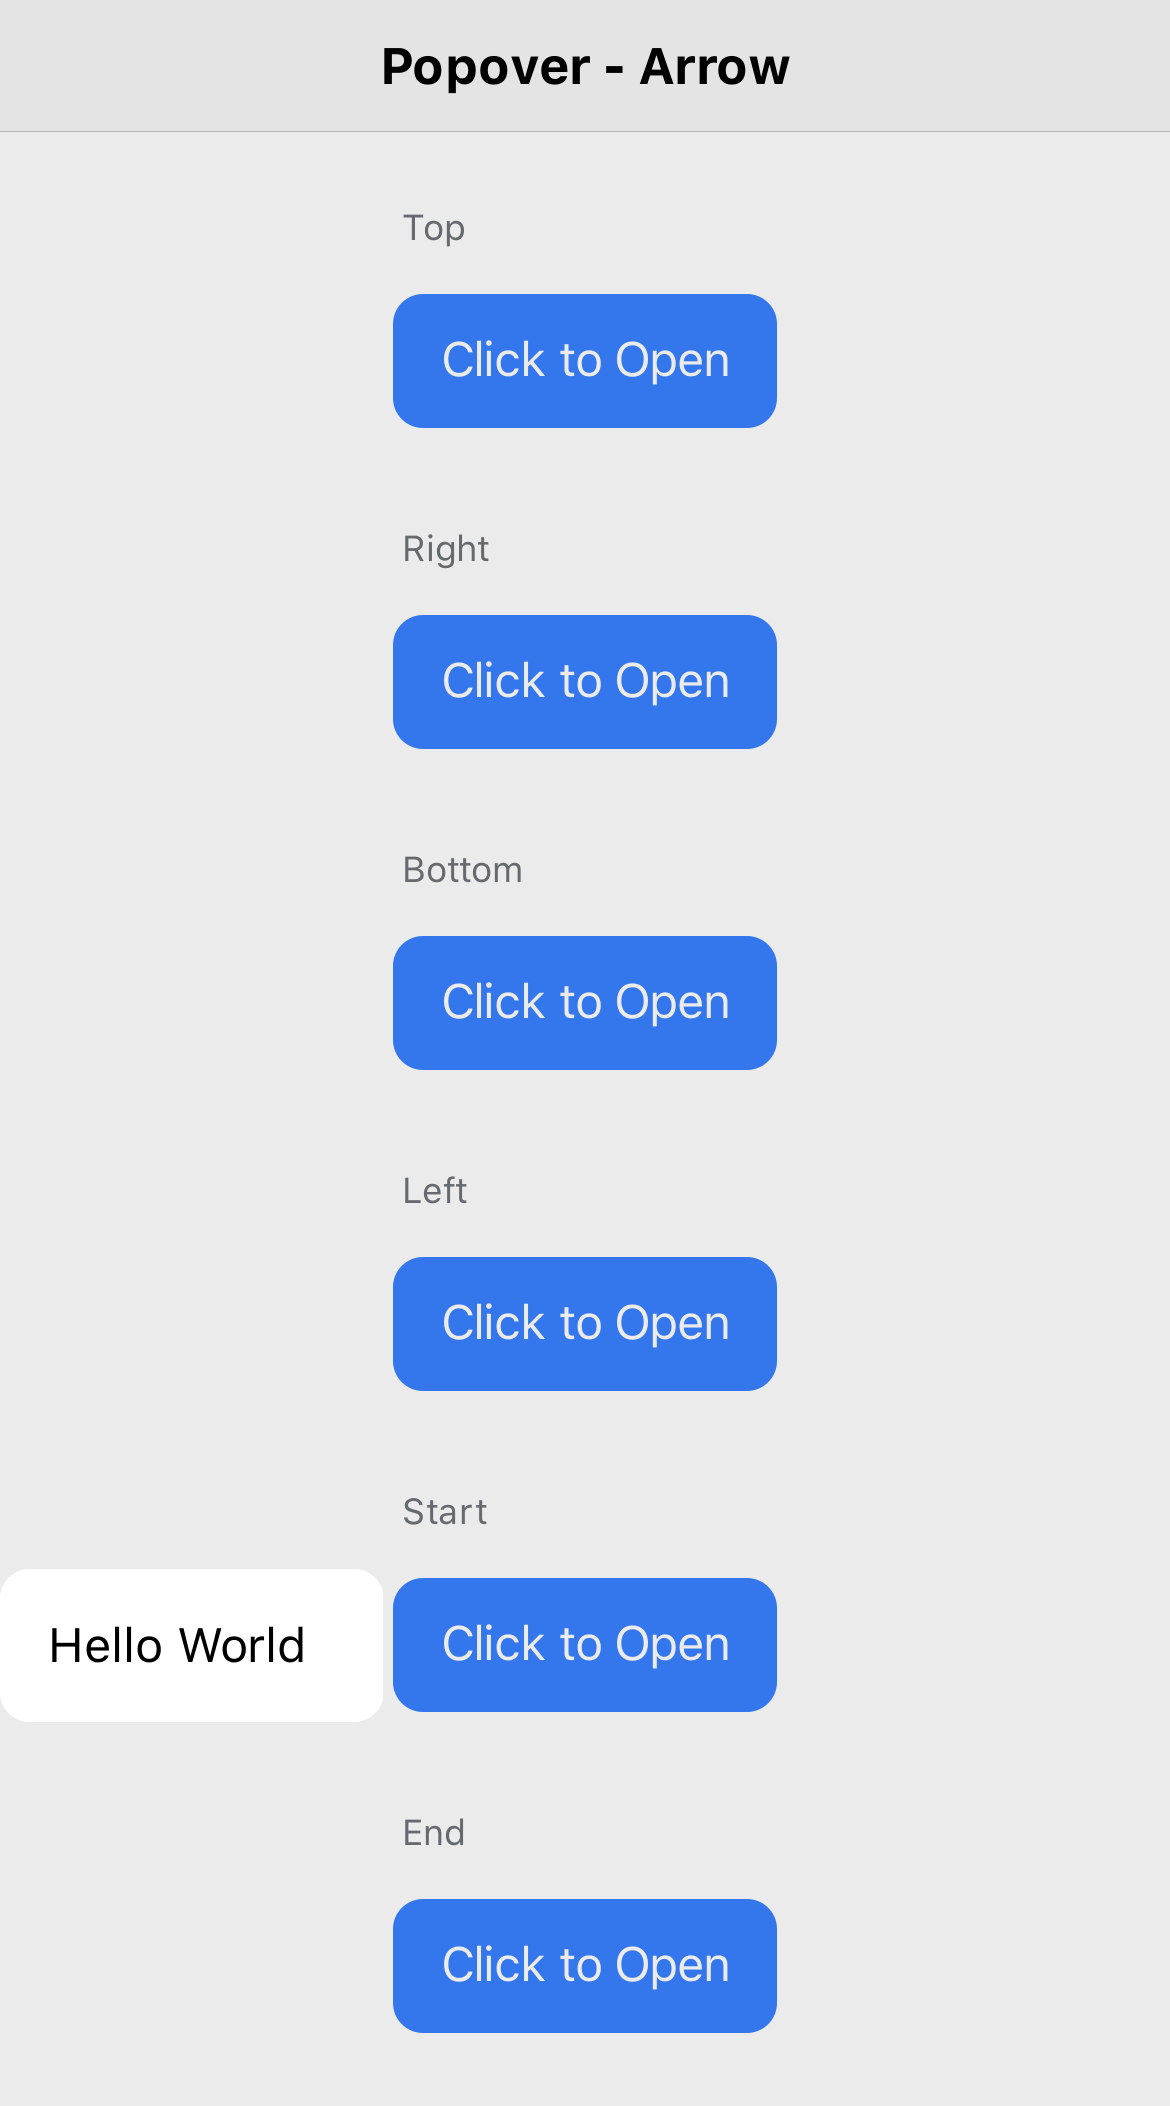 Popover - Arrow
Top
Click to Open
Right
Click to Open
Bottom
Click to Open
Left
Click to Open
Start
Hello World
Click to Open
End
Click to Open